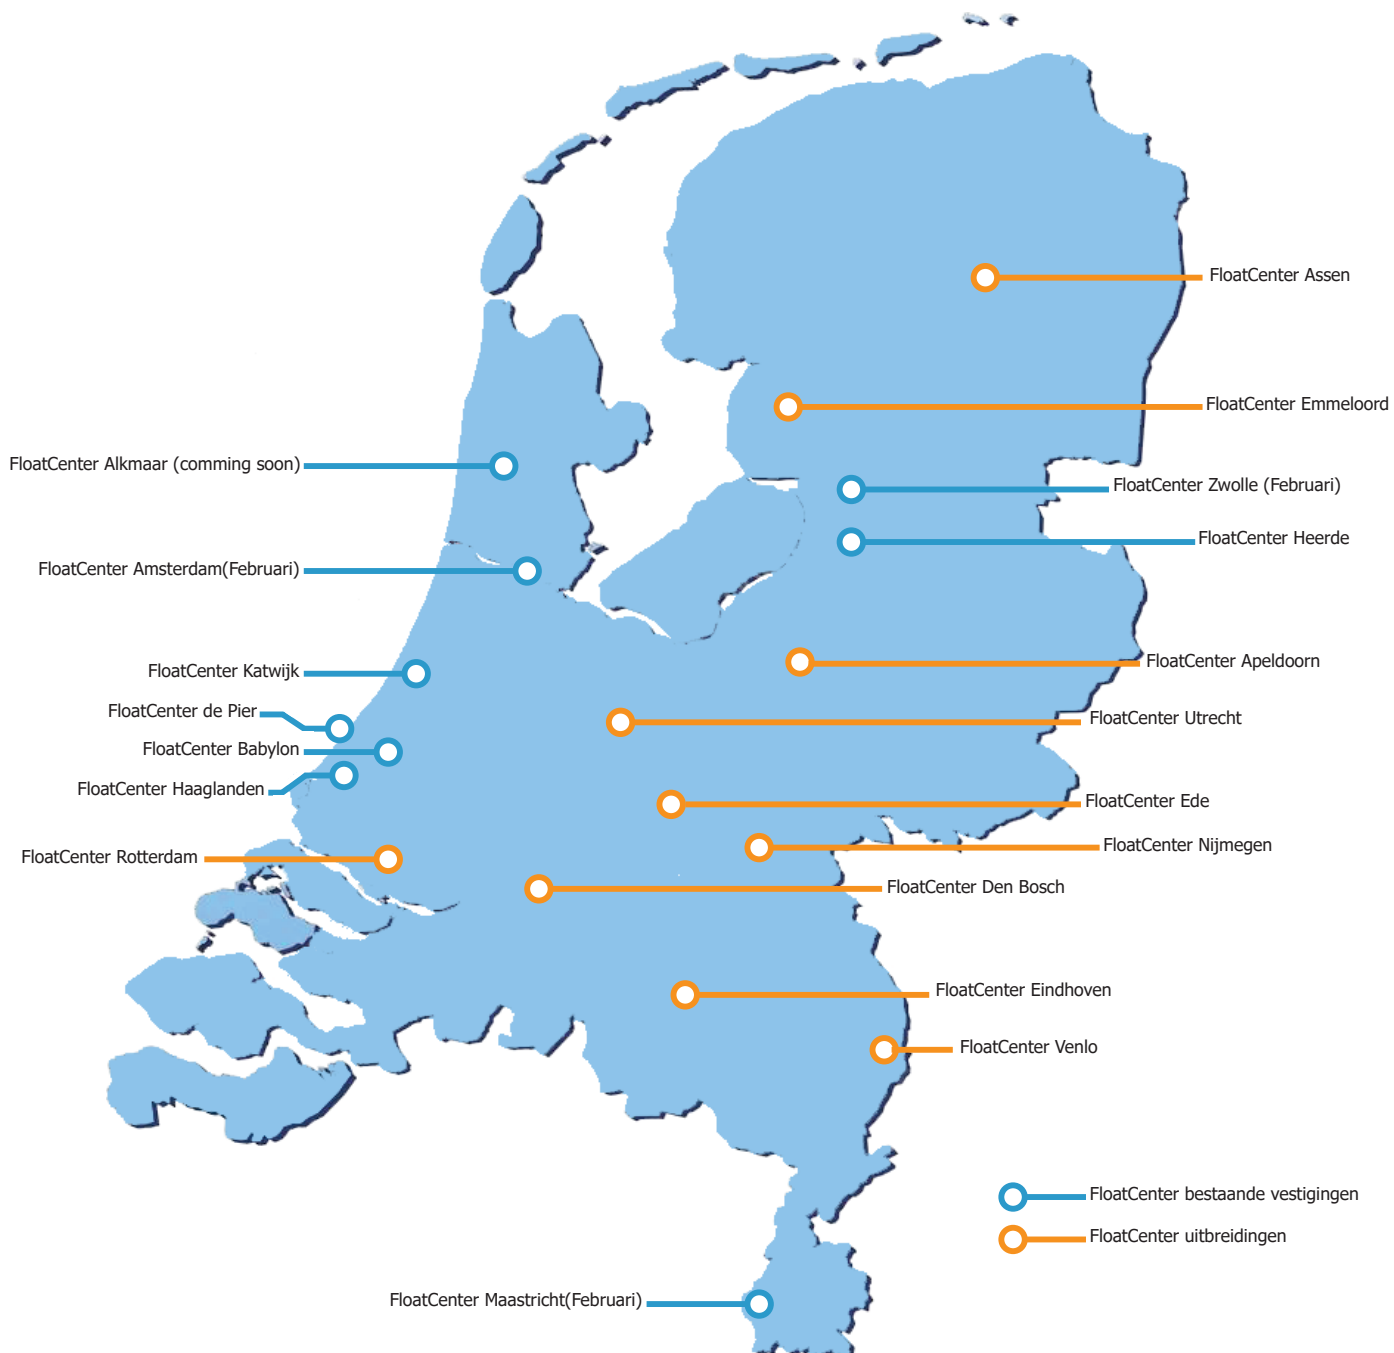 FloatCenter Assen
FloatCenter Emmeloord
FloatCenter Alkmaar (comming soon)
FloatCenter Zwolle (Februari)
FloatCenter Heerde
FloatCenter Amsterdam(Februari)
FloatCenter Apeldoorn
FloatCenter Katwijk
FloatCenter de Pier
FloatCenter Utrecht
FloatCenter Babylon
FloatCenter Haaglanden
FloatCenter Ede
FloatCenter Nijmegen
FloatCenter Rotterdam
FloatCenter Den Bosch
FloatCenter Eindhoven
FloatCenter Venlo
FloatCenter bestaande vestigingen
FloatCenter uitbreidingen
FloatCenter Maastricht(Februari)